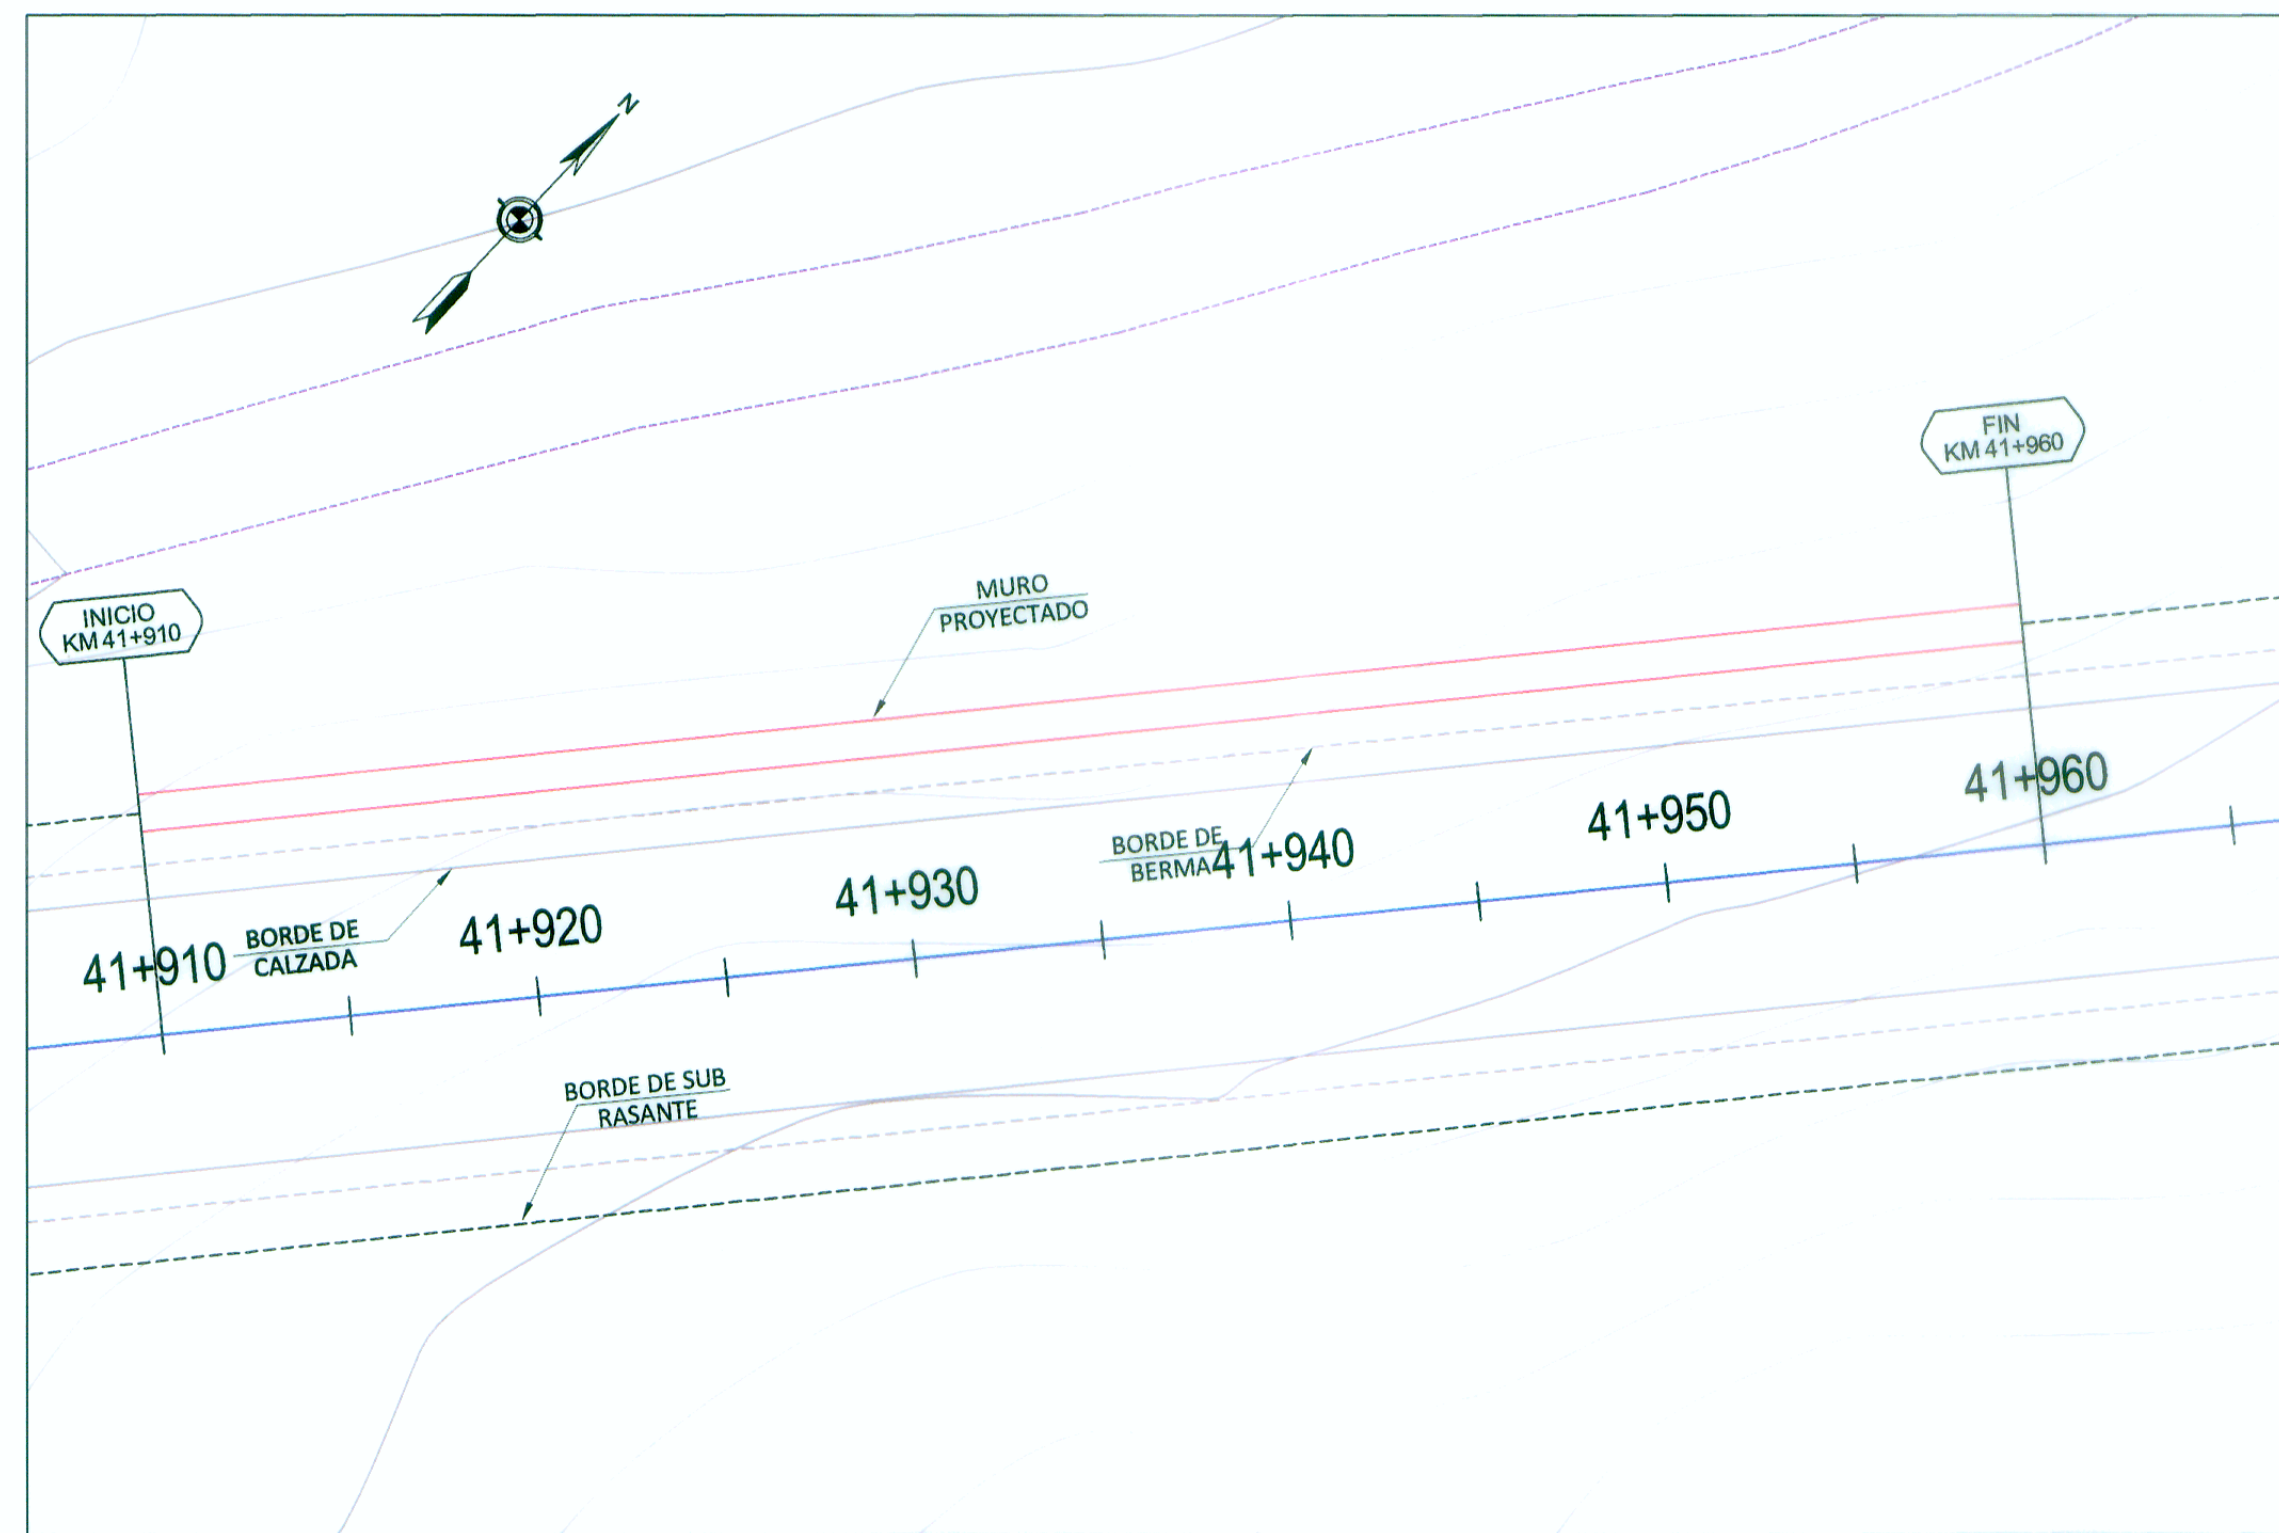 N
FIN
KM 41+960
INICIO
KM 41+910
MURO
PROYECTADO
41+960
41+950
BORDE DE
BERMA
41+940
41+930
41+920
BORDE DE
CALZADA
41+910
BORDE DE SUB
RASANTE